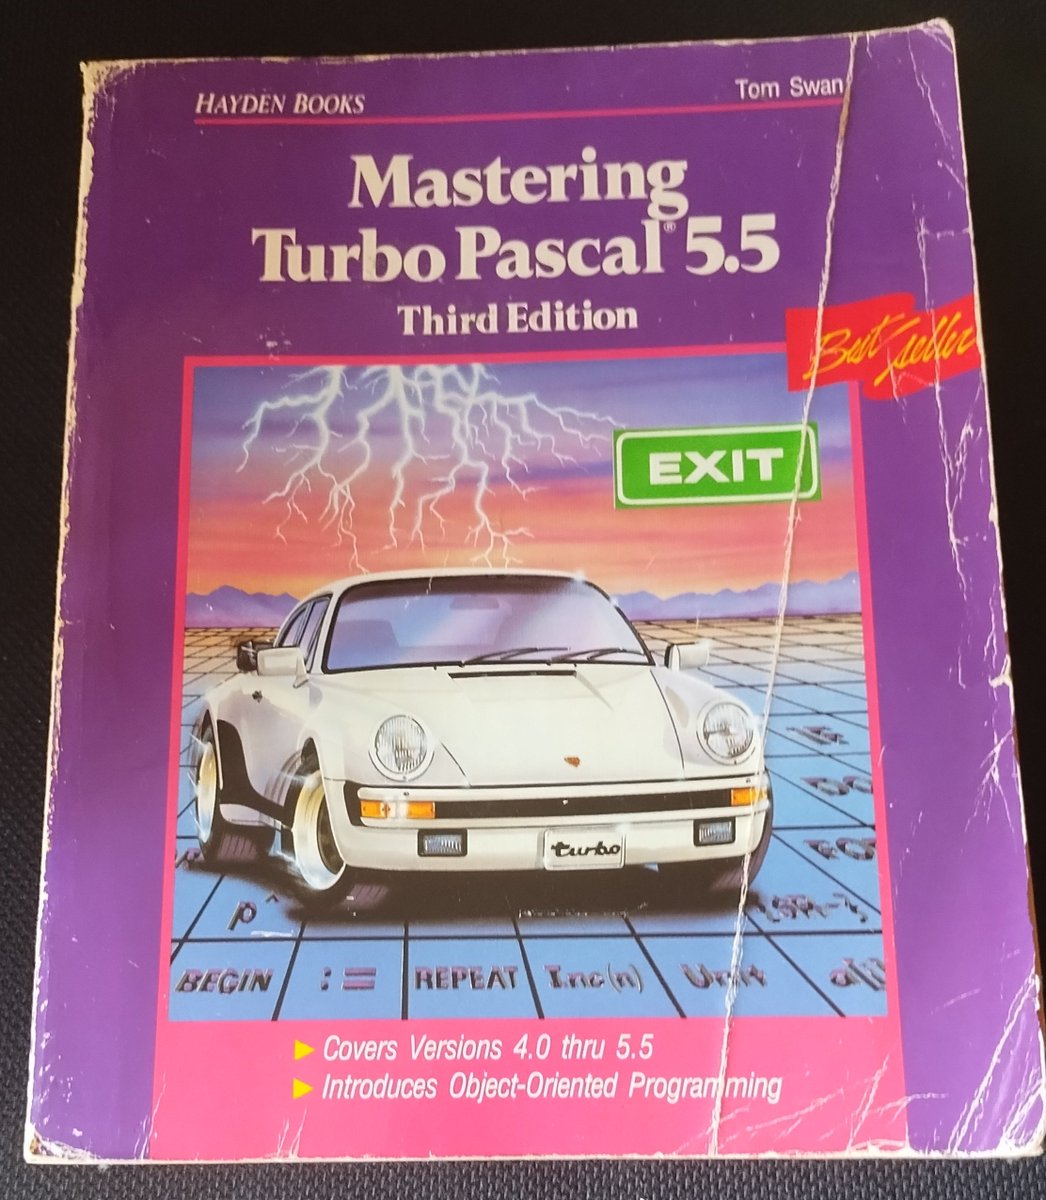 HAYDEN BOOKS
Tom Swan
Mastering
Turbo Pascal® 5.5
Third Edition
Best Seller
EXIT
turbo
p^
BEGIN
:=
REPEAT
Inc(n)
Unit
Covers Versions 4.0 thru 5.5
Introduces Object-Oriented Programming